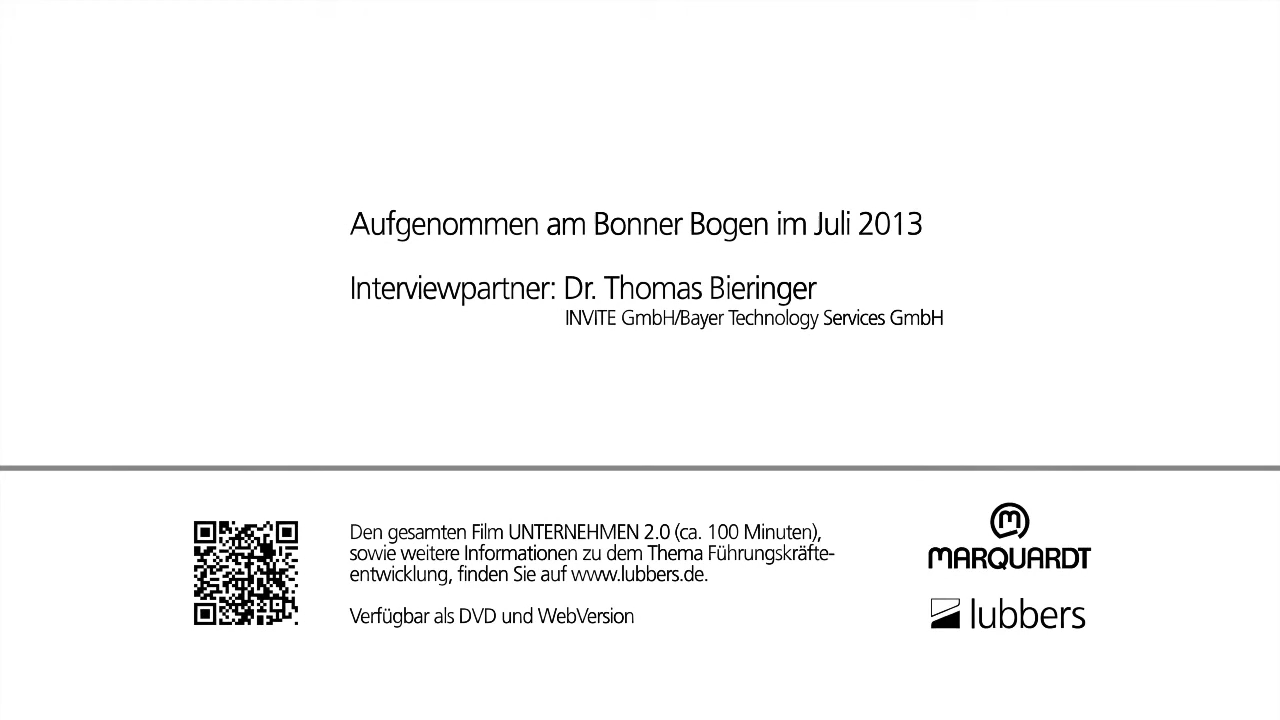 Aufgenommen am Bonner Bogen im Juli 2013
Interviewpartner: Dr. Thomas Bieringer
INVITE GmbH/Bayer Technology Services GmbH
Den gesamten Film UNTERNEHMEN 2.0 (ca. 100 Minuten),
sowie weitere Informationen zu dem Thema Führungskräfte-
entwicklung, finden Sie auf www.lubbers.de.
Verfügbar als DVD und WebVersion
MARQUARDT
lubbers